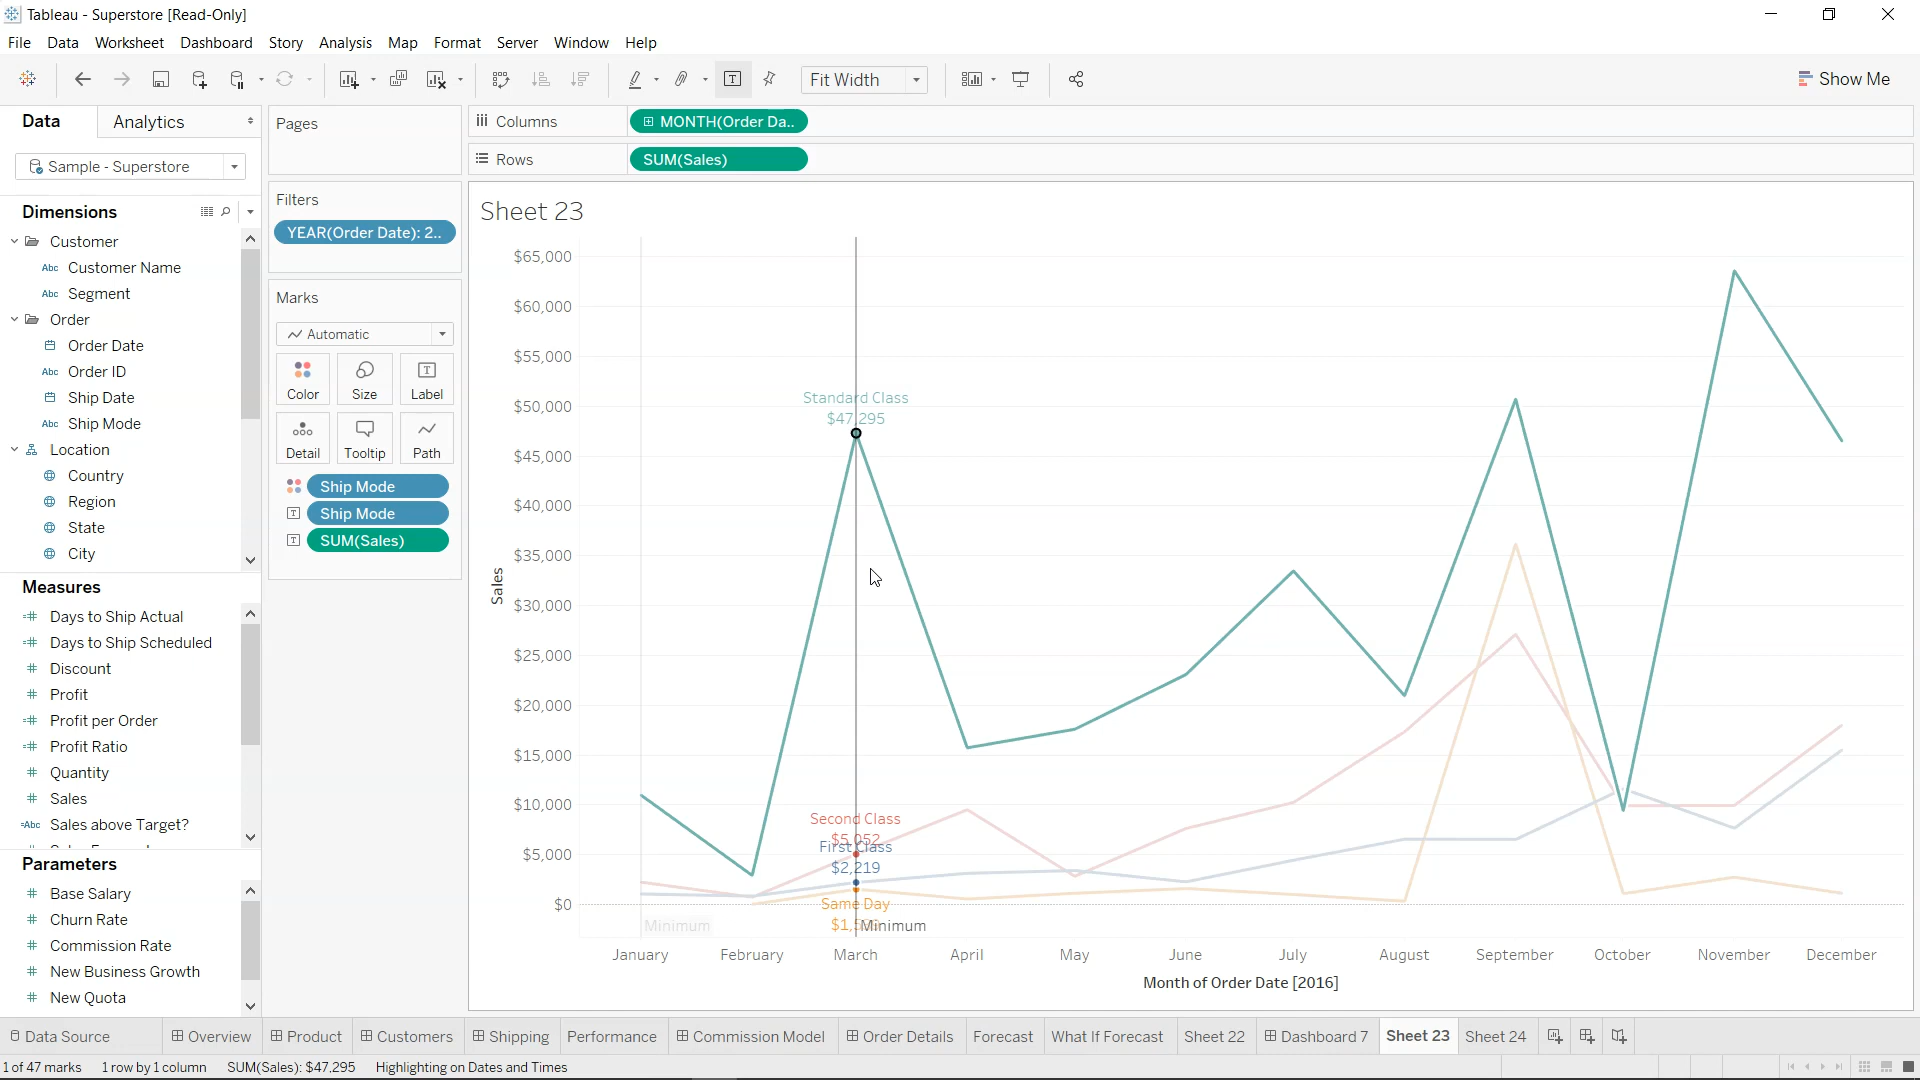 Tableau - Superstore [Read-Only]
File Data Worksheet Dashboard Story Analysis Map Format Server Window Help
Fit Width
Show Me
Data
Analytics
Sample - Superstore
Dimensions
Customer
Abc Customer Name
Abc Segment
Order
Order Date
Abc Order ID
Ship Date
Abc Ship Mode
Location
Country
Region
State
City
Measures
Days to Ship Actual
Days to Ship Scheduled
Discount
Profit
Profit per Order
Profit Ratio
Quantity
Sales
=Abc Sales above Target?
Parameters
Base Salary
Churn Rate
Commission Rate
New Business Growth
New Quota
Pages
Filters
YEAR(Order Date): 2..
Marks
Automatic
Color
Size
Label
Detail
Tooltip
Path
Ship Mode
Ship Mode
SUM(Sales)
Columns
MONTH(Order Da..
Rows
SUM(Sales)
Sheet 23
Sales
$65,000
$60,000
$55,000
$50,000
$45,000
$40,000
$35,000
$30,000
$25,000
$20,000
$15,000
$10,000
$5,000
$0
Standard Class
$47,295
Second Class
$5,052
First Class
$2,219
Same Day
Minimum
Minimum
January February March April May June July August September October November December
Month of Order Date [2016]
Data Source Overview Product Customers Shipping Performance Commission Model Order Details Forecast What If Forecast Sheet 22 Dashboard 7 Sheet 23 Sheet 24
1 of 47 marks 1 row by 1 column SUM(Sales): $47,295 Highlighting on Dates and Times